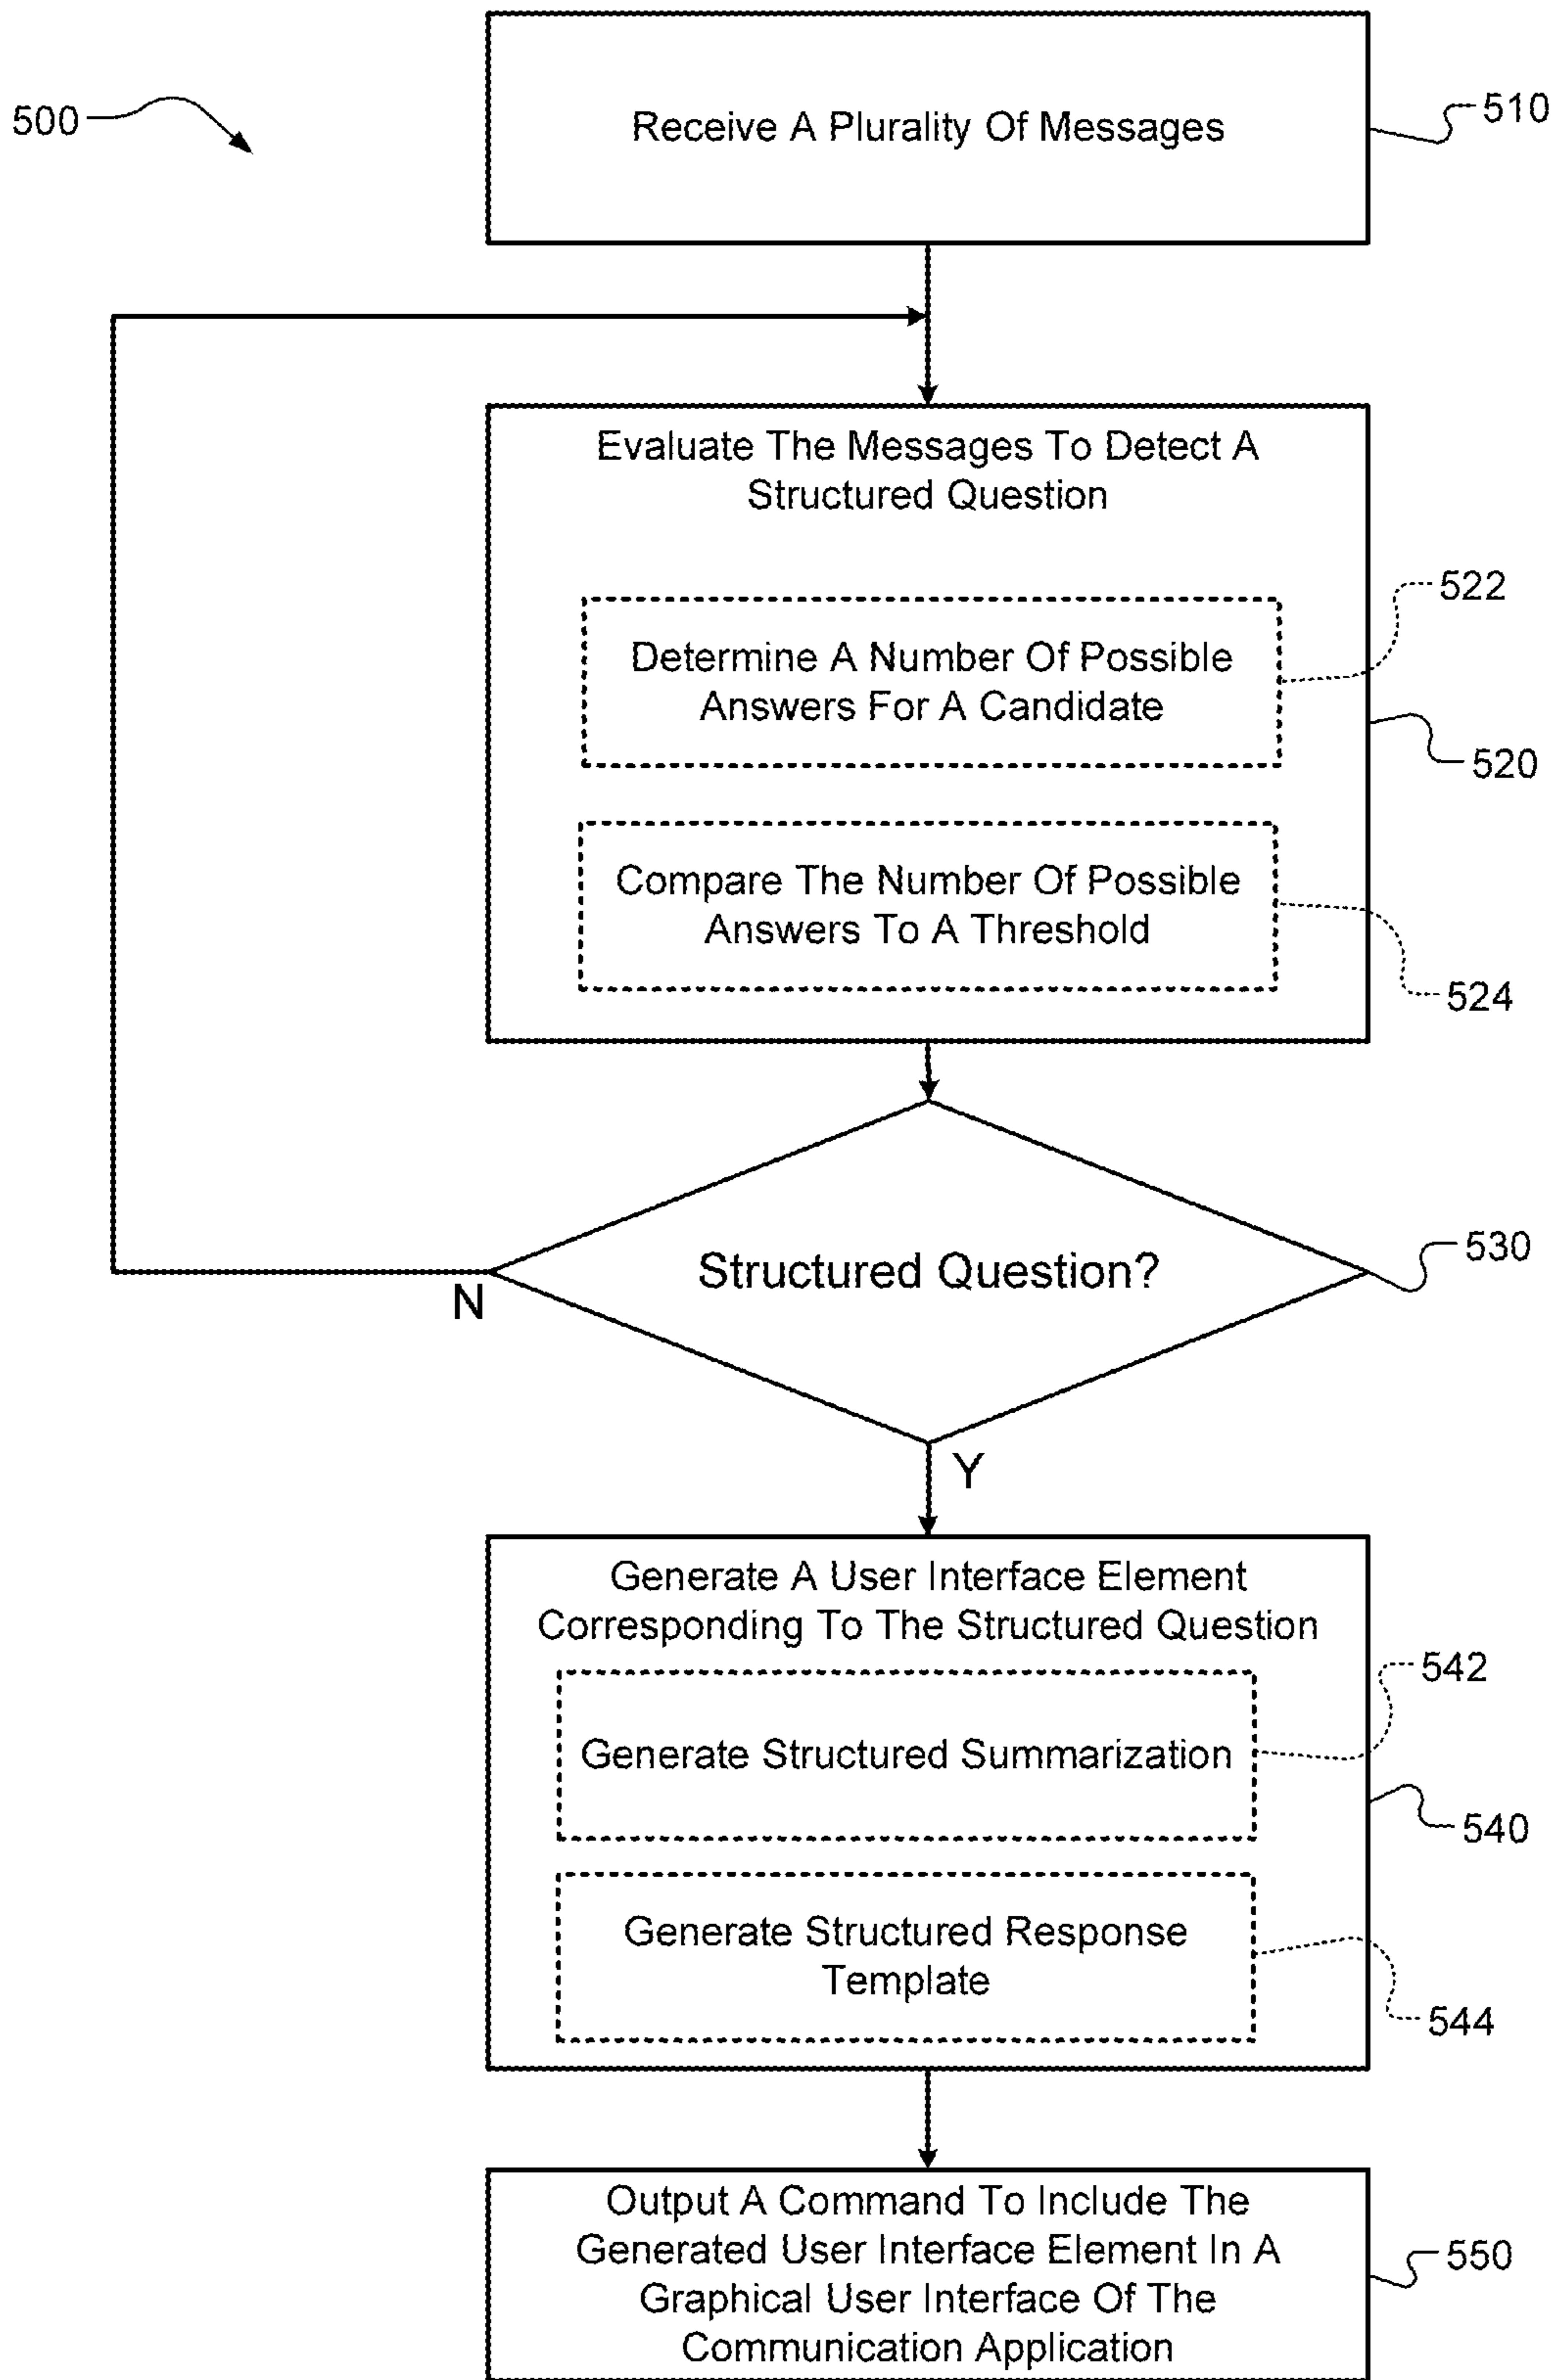 500
Receive A Plurality Of Messages
510
Evaluate The Messages To Detect A
Structured Question
522
Determine A Number Of Possible
Answers For A Candidate
520
Compare The Number Of Possible
Answers To A Threshold
524
Structured Question?
530
N
Y
Generate A User Interface Element
Corresponding To The Structured Question
542
Generate Structured Summarization
540
Generate Structured Response
Template
544
Output A Command To Include The
Generated User Interface Element In A
Graphical User Interface Of The
Communication Application
550